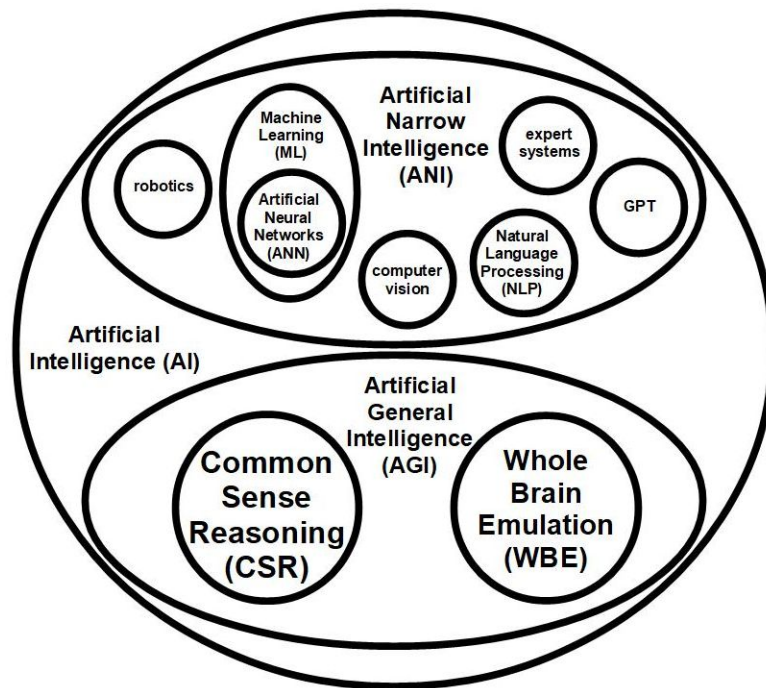 Artificial
Narrow
Intelligence
(ANI)
Machine
Learning
(ML)
expert
systems
robotics
Artificial
Neural
Networks
(ANN)
GPT
Natural
Language
Processing
(NLP)
computer
vision
Artificial
Intelligence (AI)
Artificial
General
Intelligence
(AGI)
Common
Sense
Reasoning
(CSR)
Whole
Brain
Emulation
(WBE)